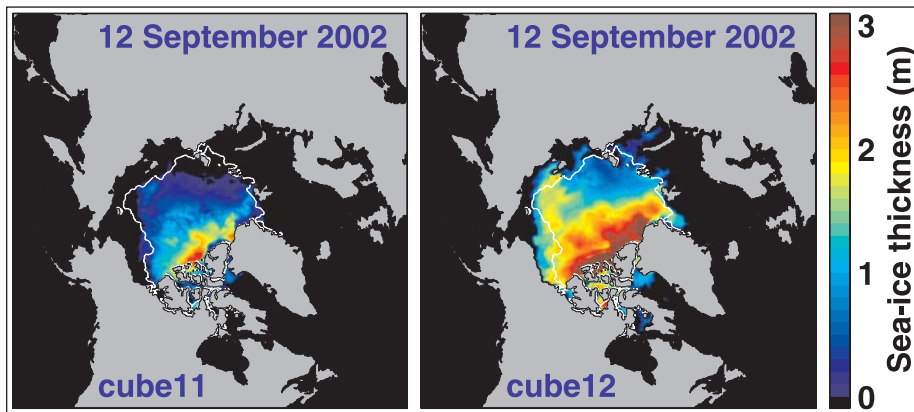 12 September 2002
cube11
12 September 2002
cube12
3
2
1
0
Sea-ice thickness (m)